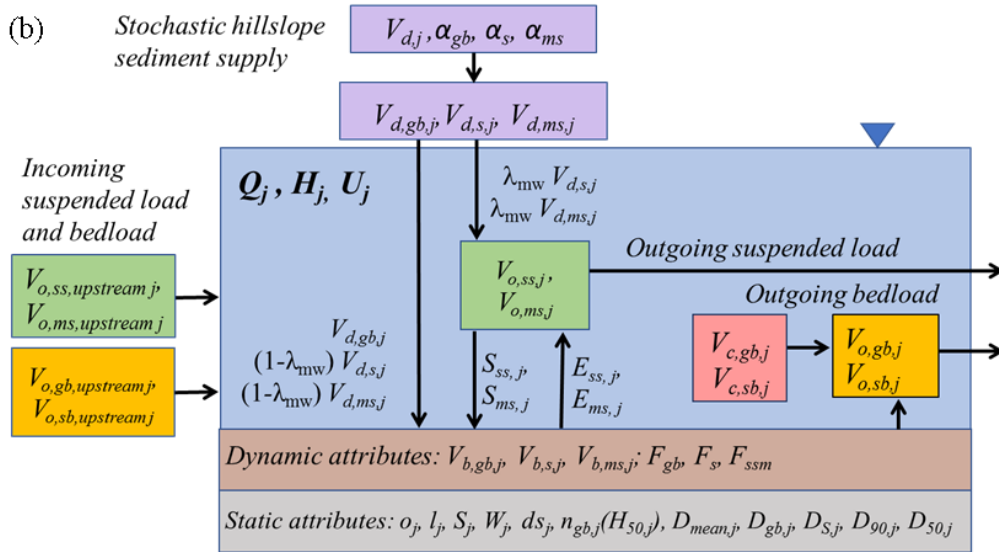 (b)
Stochastic hillslope
sediment supply
V_{d,j}, α_{gb}, α_s, α_{ms}
V_{d,gb,j}, V_{d,s,j}, V_{d,ms,j}
Incoming
suspended load
and bedload
V_{o,ss,upstream j},
V_{o,ms,upstream j}
V_{o,gb,upstream j},
V_{o,sb,upstream j}
Q_j, H_j, U_j
λ_{mw} V_{d,s,j}
λ_{mw} V_{d,ms,j}
V_{o,ss,j},
V_{o,ms,j}
Outgoing suspended load
Outgoing bedload
V_{c,gb,j}
V_{c,sb,j}
V_{o,gb,j}
V_{o,sb,j}
V_{d,gb,j}
(1-λ_{mw}) V_{d,s,j}
(1-λ_{mw}) V_{d,ms,j}
S_{ss,j},
S_{ms,j}
E_{ss,j},
E_{ms,j}
Dynamic attributes: V_{b,gb,j}, V_{b,s,j}, V_{b,ms,j}; F_{gb}, F_s, F_{ssm}
Static attributes: o_j, l_j, S_j, W_j, ds_j, n_{gb,j}(H_{50,j}), D_{mean,j}, D_{gb,j}, D_{S,j}, D_{90,j}, D_{50,j}